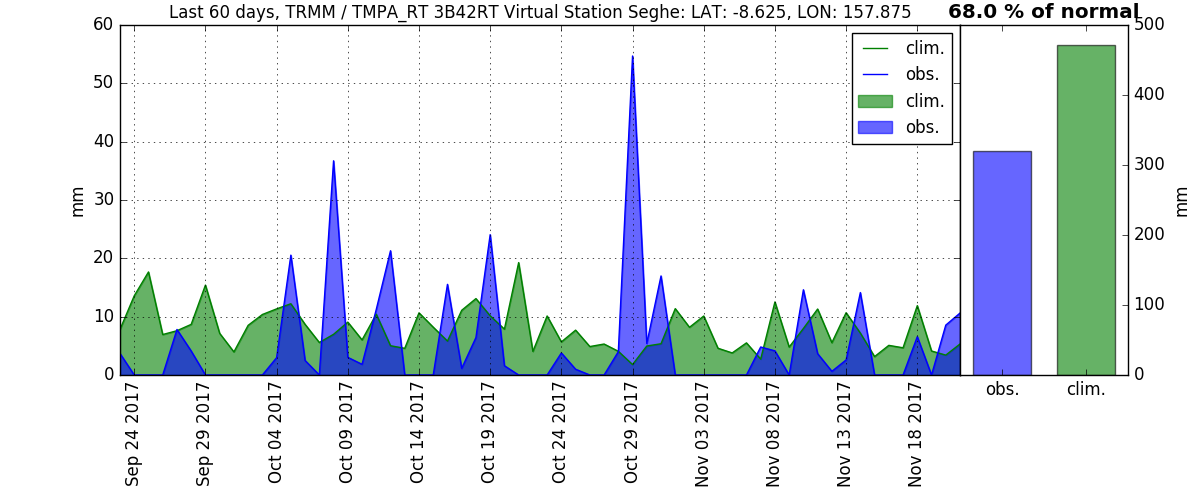 Last 60 days, TRMM / TMPA_RT 3B42RT Virtual Station Seghe: LAT: -8.625, LON: 157.875
68.0 % of normal
60
50
40
30
20
10
0
mm
clim.
obs.
clim.
obs.
500
400
300
200
100
0
mm
obs.
clim.
Sep 24 2017
Sep 29 2017
Oct 04 2017
Oct 09 2017
Oct 14 2017
Oct 19 2017
Oct 24 2017
Oct 29 2017
Nov 03 2017
Nov 08 2017
Nov 13 2017
Nov 18 2017